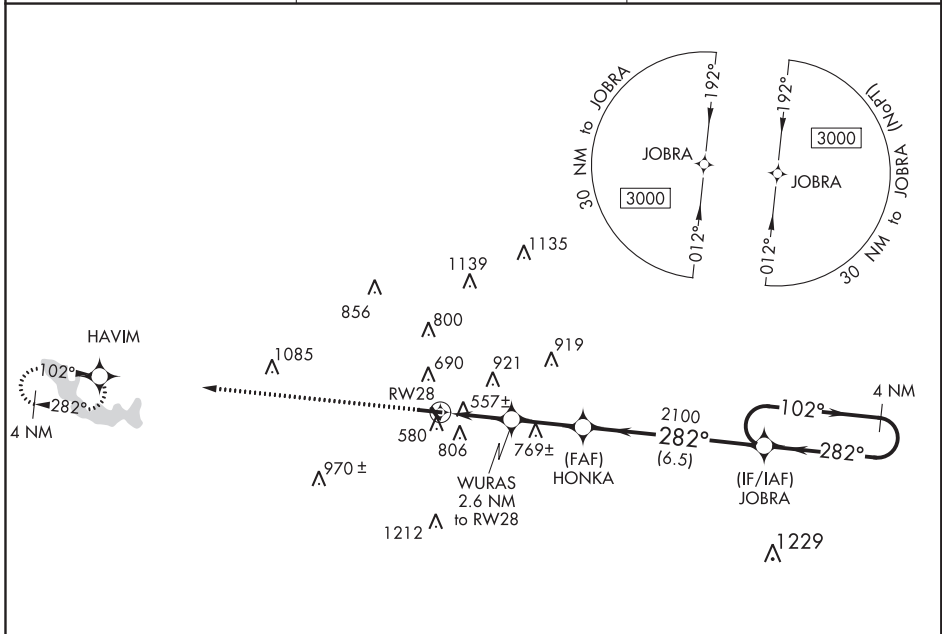 30 NM to JOBRA
192°
JOBRA
3000
012°
192°
3000
JOBRA
012°
30 NM to JOBRA (NoPT)
1135
1139
856
800
HAVIM
1085
690
921
919
102°
282°
4 NM
RW28
557±
580
806
769±
2100
282°
(6.5)
102°
4 NM
282°
(FAF)
HONKA
(IF/IAF)
JOBRA
970 ±
WURAS
2.6 NM
to RW28
1212
1229